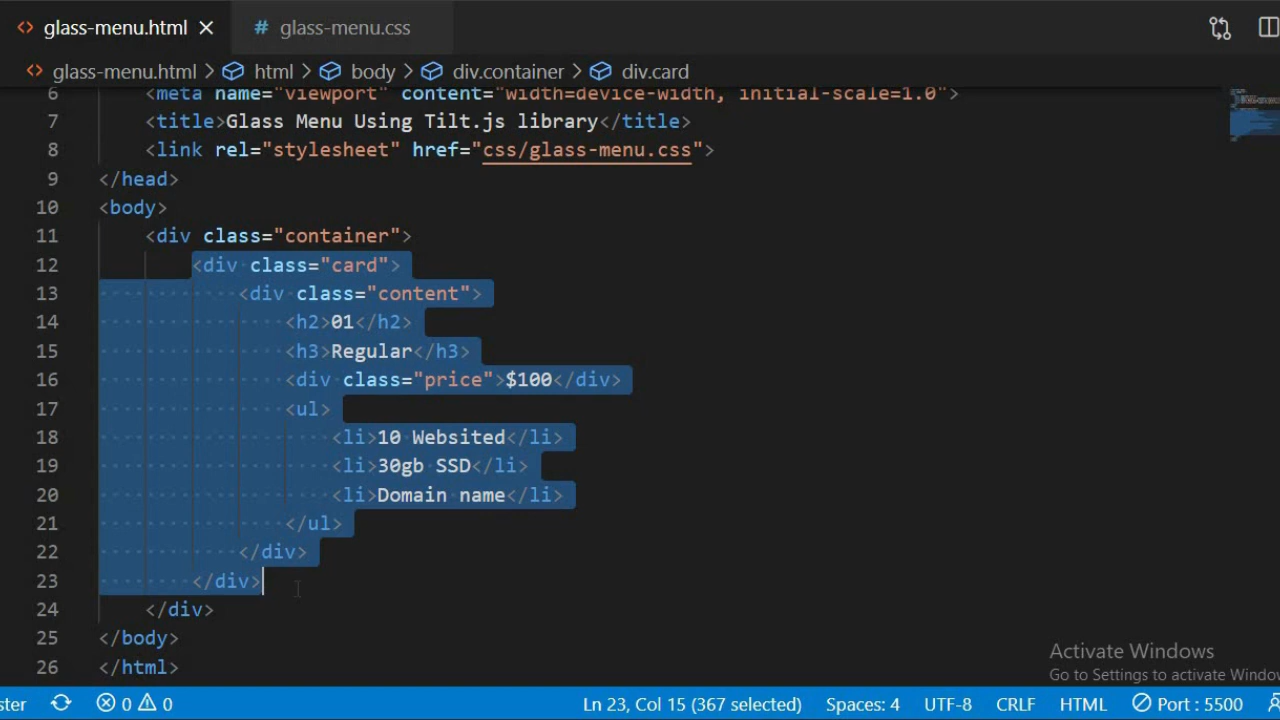 glass-menu.html
glass-menu.css
glass-menu.html > html > body > div.container > div.card
6 <meta name="viewport" content="width=device-width, initial-scale=1.0">
7 <title>Glass Menu Using Tilt.js library</title>
8 <link rel="stylesheet" href="css/glass-menu.css">
9 </head>
10 <body>
11 <div class="container">
12 <div class="card">
13 <div class="content">
14 <h2>01</h2>
15 <h3>Regular</h3>
16 <div class="price">$100</div>
17 <ul>
18 <li>10 Websited</li>
19 <li>30gb SSD</li>
20 <li>Domain name</li>
21 </ul>
22 </div>
23 </div>
24 </div>
25 </body>
26 </html>
Activate Windows
Go to Settings to activate Windo
ster 0 0 Ln 23, Col 15 (367 selected) Spaces: 4 UTF-8 CRLF HTML Port : 5500